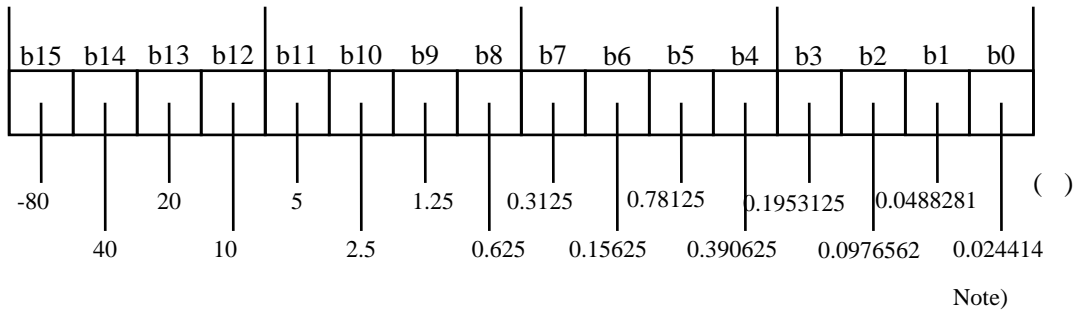 b15 b14 b13 b12 b11 b10 b9 b8 b7 b6 b5 b4 b3 b2 b1 b0
-80 20 5 1.25 0.3125 0.78125 0.1953125 0.0488281 ( )
40 10 2.5 0.625 0.15625 0.390625 0.0976562 0.024414
Note)